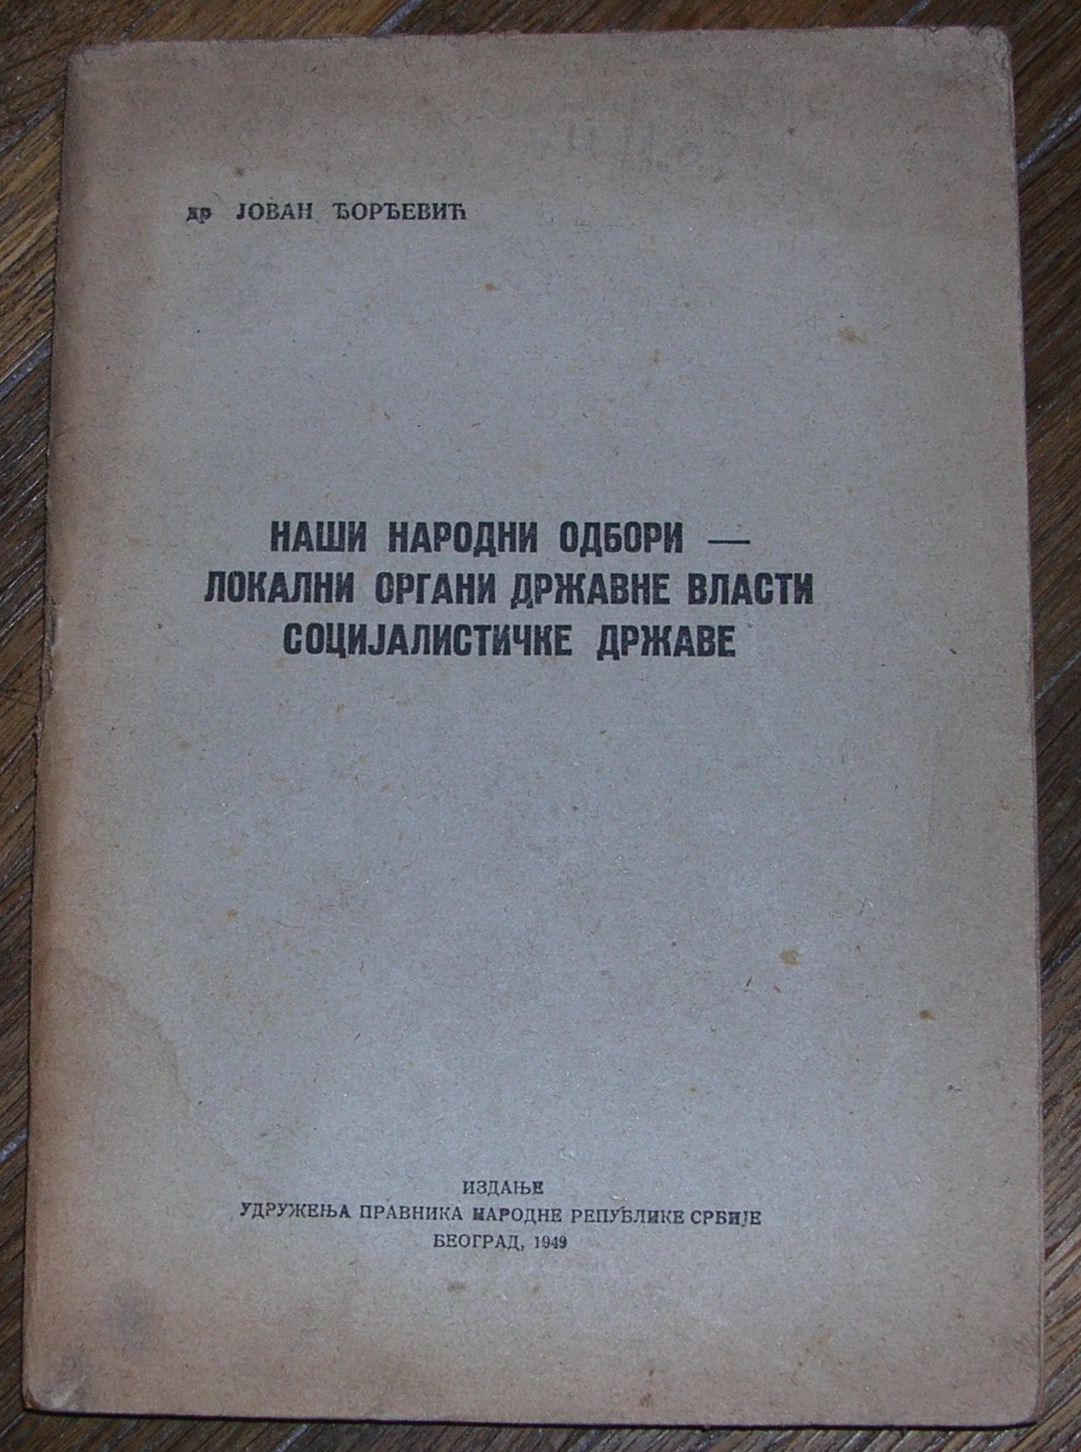 др ЈОВАН ЂОРЂЕВИЋ
НАШИ НАРОДНИ ОДБОРИ —
ЛОКАЛНИ ОРГАНИ ДРЖАВНЕ ВЛАСТИ
СОЦИЈАЛИСТИЧКЕ ДРЖАВЕ
ИЗДАЊЕ
УДРУЖЕЊА ПРАВНИКА НАРОДНЕ РЕПУБЛИКЕ СРБИЈЕ
БЕОГРАД, 1949